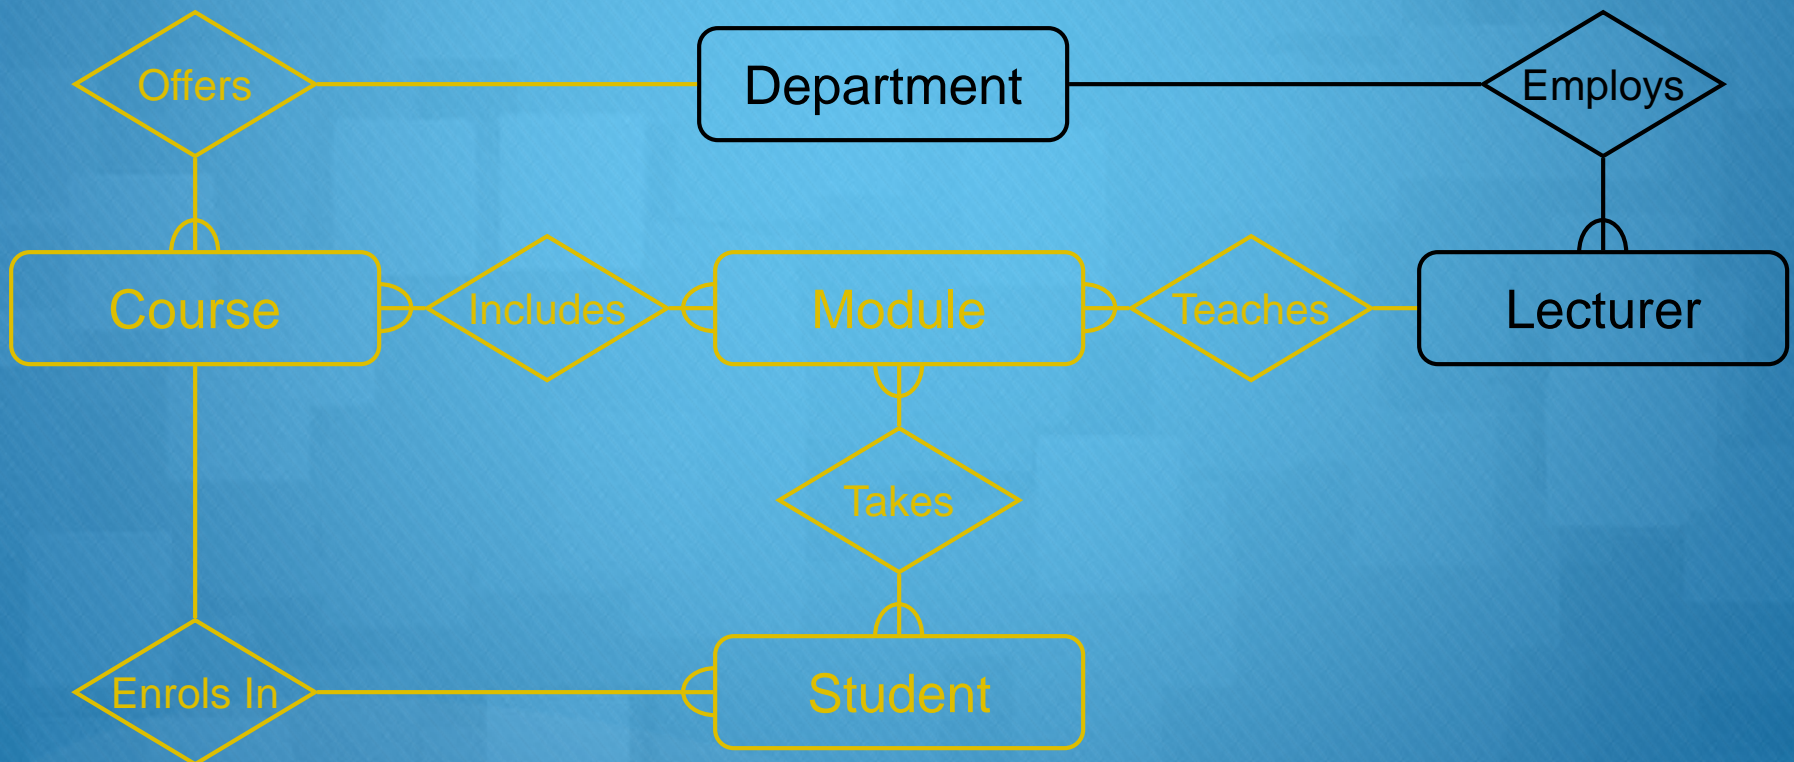 Offers
Department
Employs
Course
Includes
Module
Teaches
Lecturer
Takes
Enrols In
Student